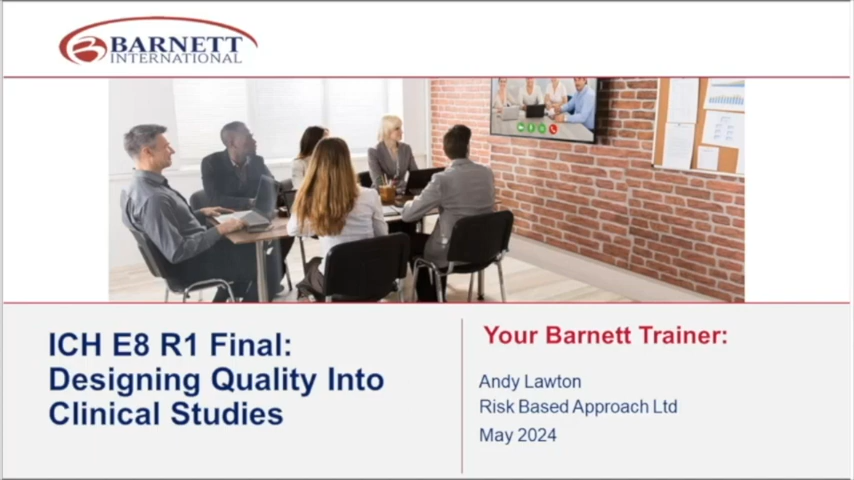 BARNETT
INTERNATIONAL
ICH E8 R1 Final:
Designing Quality Into
Clinical Studies
Your Barnett Trainer:
Andy Lawton
Risk Based Approach Ltd
May 2024